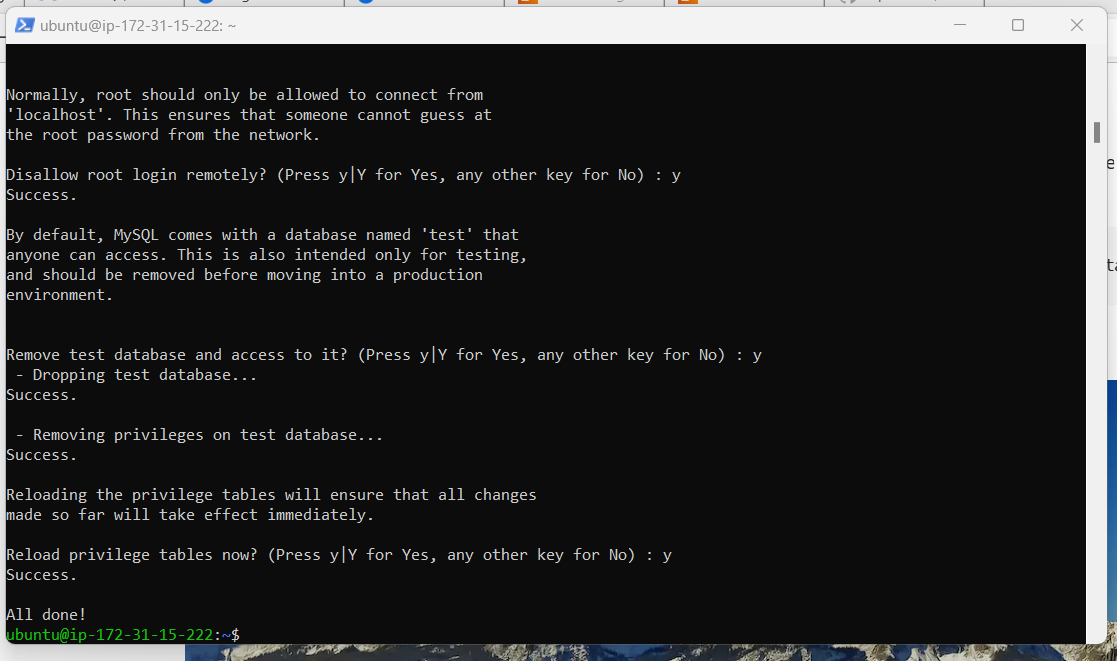 ubuntu@ip-172-31-15-222: ~
Normally, root should only be allowed to connect from
'localhost'. This ensures that someone cannot guess at
the root password from the network.
Disallow root login remotely? (Press y|Y for Yes, any other key for No) : y
Success.
By default, MySQL comes with a database named 'test' that
anyone can access. This is also intended only for testing,
and should be removed before moving into a production
environment.
Remove test database and access to it? (Press y|Y for Yes, any other key for No) : y
 - Dropping test database...
Success.
 - Removing privileges on test database...
Success.
Reloading the privilege tables will ensure that all changes
made so far will take effect immediately.
Reload privilege tables now? (Press y|Y for Yes, any other key for No) : y
Success.
All done!
ubuntu@ip-172-31-15-222:~$